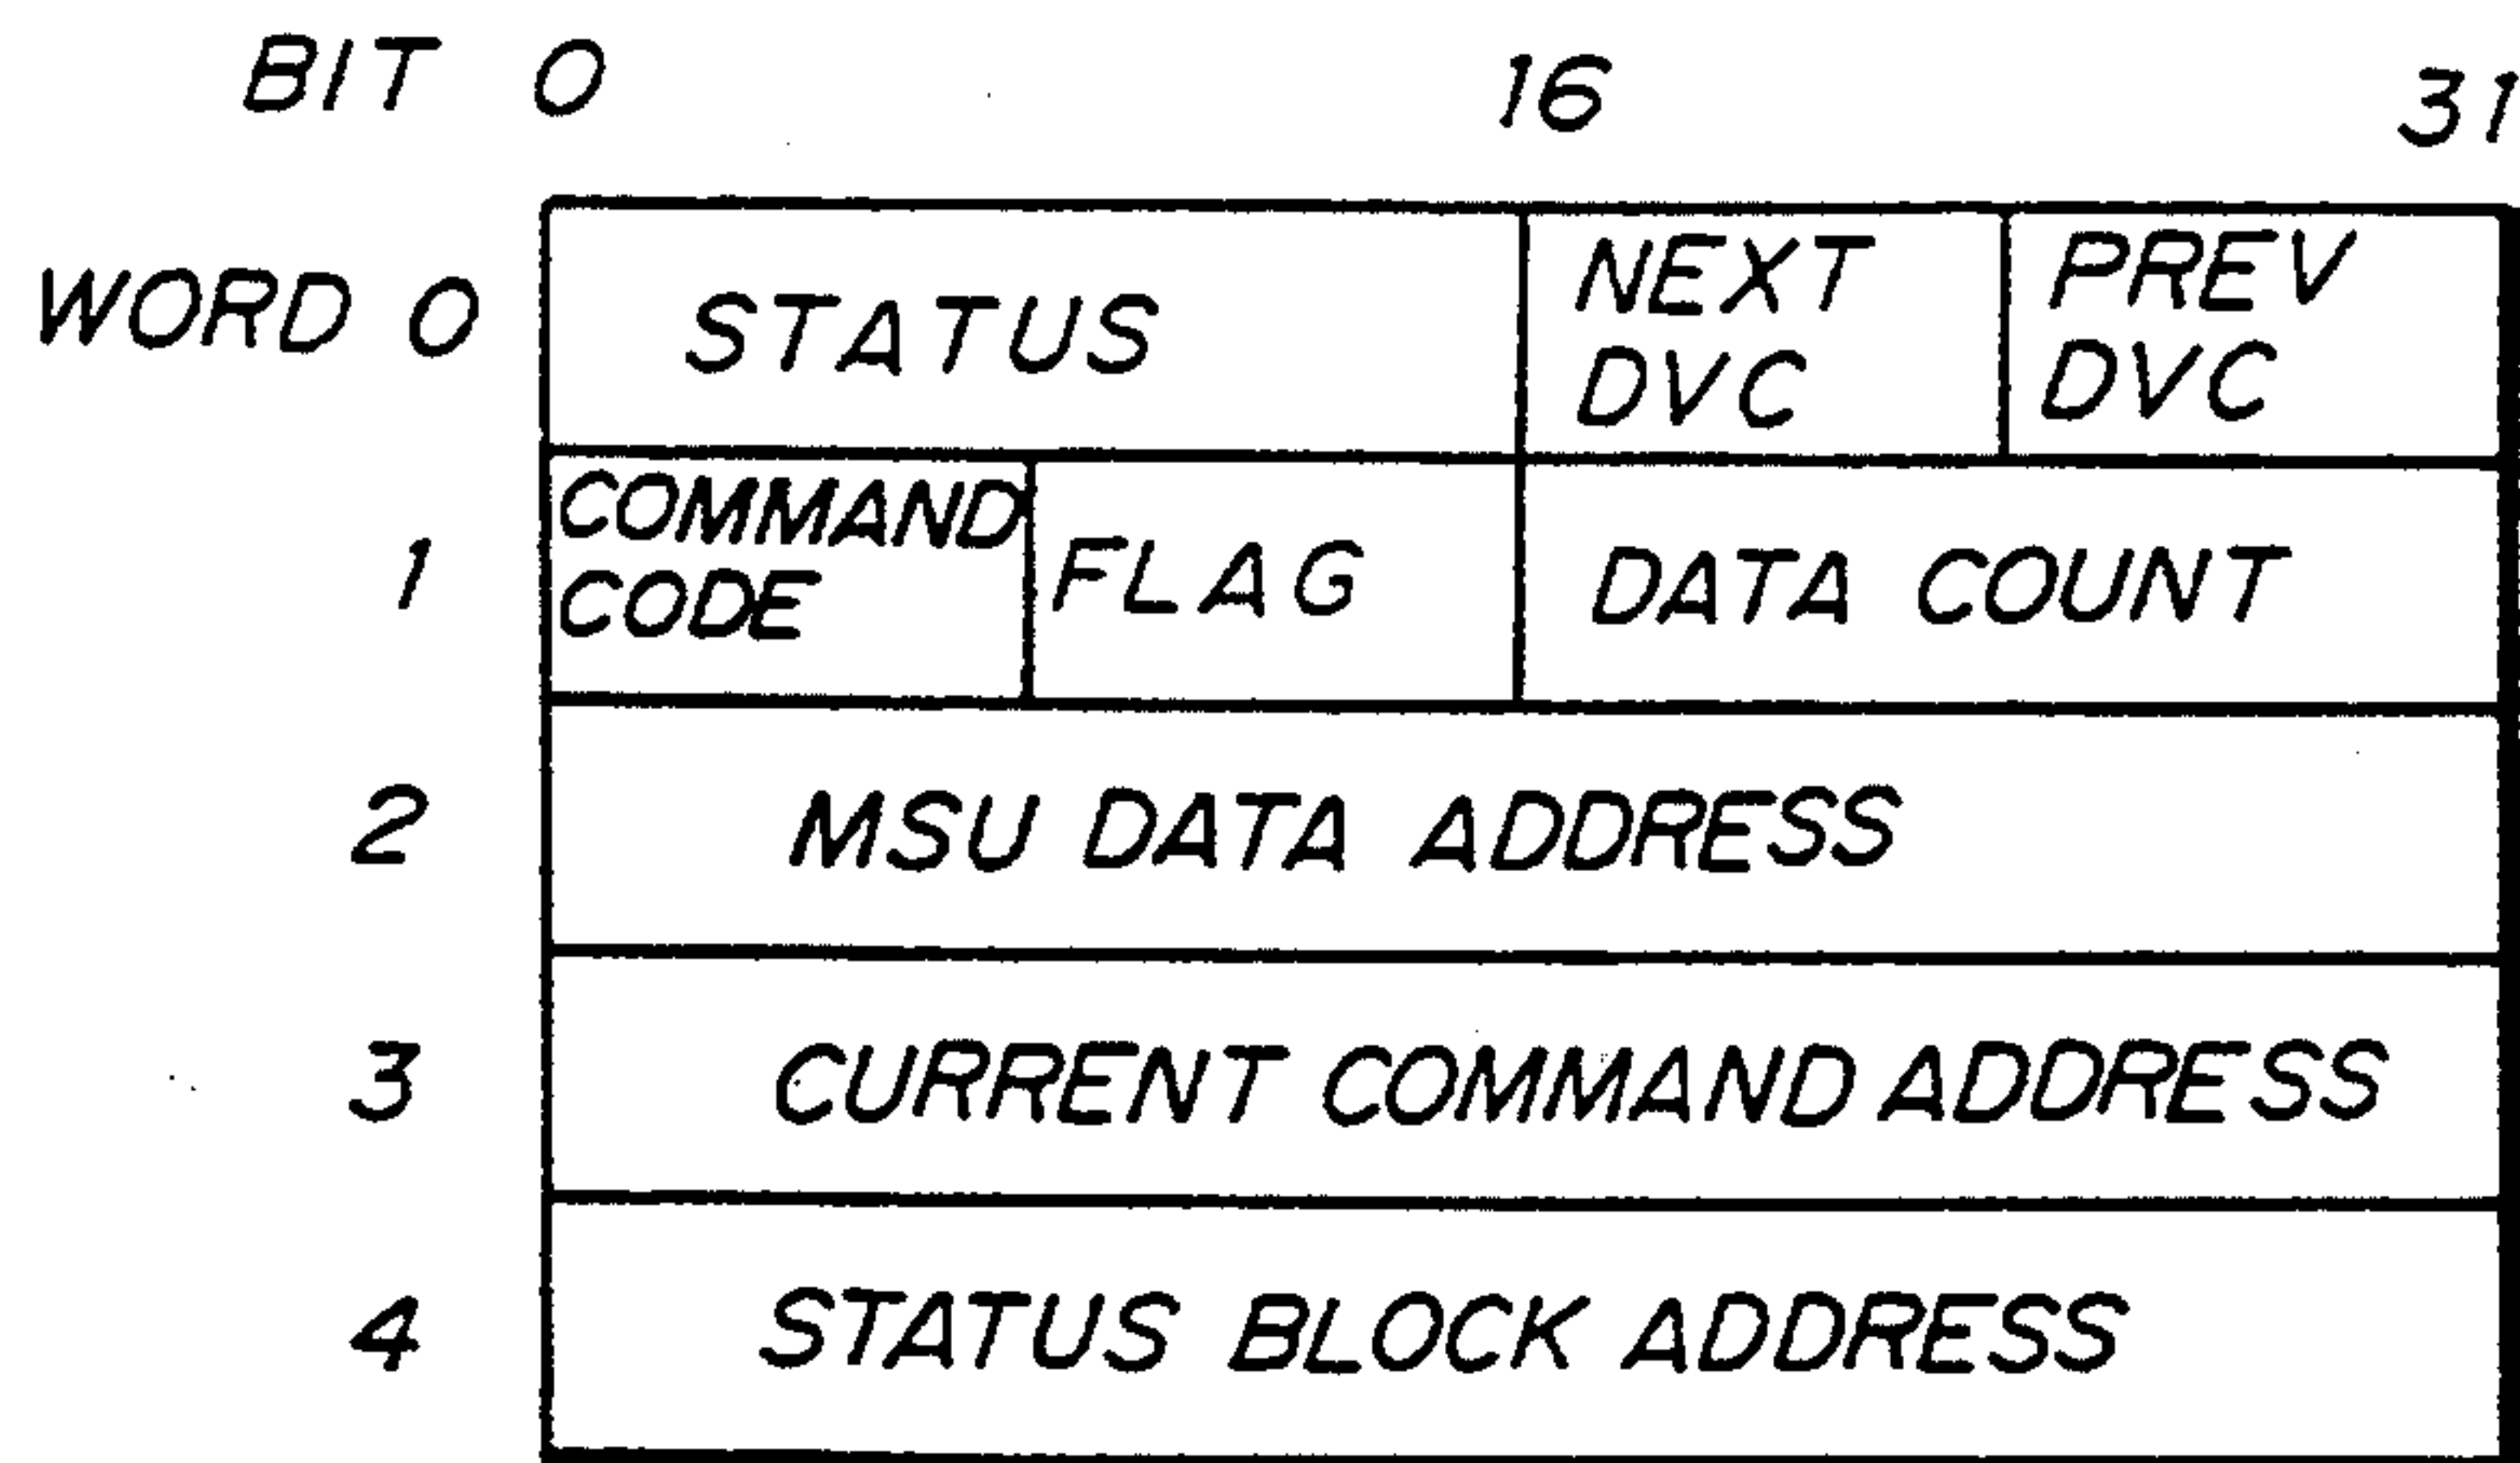 BIT 0 16 31
WORD 0 STATUS NEXT DVC PREV DVC
1 COMMAND CODE FLAG DATA COUNT
2 MSU DATA ADDRESS
3 CURRENT COMMAND ADDRESS
4 STATUS BLOCK ADDRESS